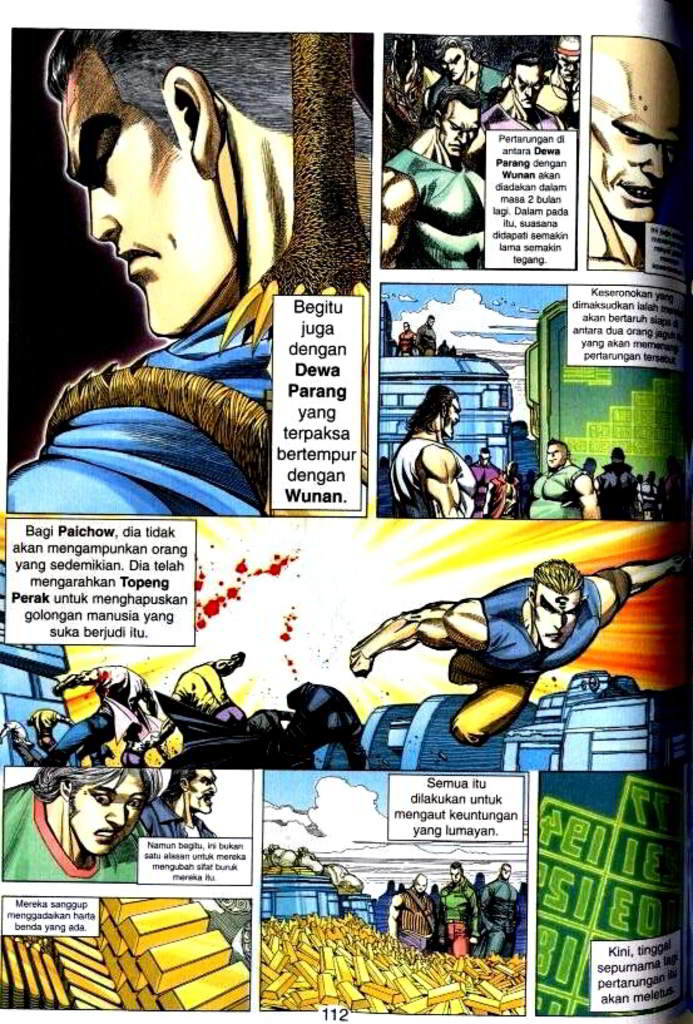 Begitu
juga
dengan
Dewa
Parang
yang
terpaksa
bertempur
dengan
Wunan.
Pertarungan di
antara Dewa
Parang dengan
Wunan akan
diadakan dalam
masa 2 bulan
lagi. Dalam pada
itu, suasana
didapati semakin
lama semakin
tegang.
Keseronokan yang
dimaksudkan ialah
akan bertaruh siapa di
antara dua orang
yang akan memenangi
pertarungan tersebut.
Bagi Paichow, dia tidak
akan mengampunkan orang
yang sedemikian. Dia telah
mengarahkan Topeng
Perak untuk menghapuskan
golongan manusia yang
suka berjudi itu.
Namun begitu, ini bukan
satu alasan untuk mereka
mengubah sifat buruk
mereka itu.
Mereka sanggup
menggadaikan harta
benda yang ada.
Semua itu
dilakukan untuk
mengaut keuntungan
yang lumayan.
Kini, tinggal
sepurnama lagi
pertarungan itu
akan meletus.
112